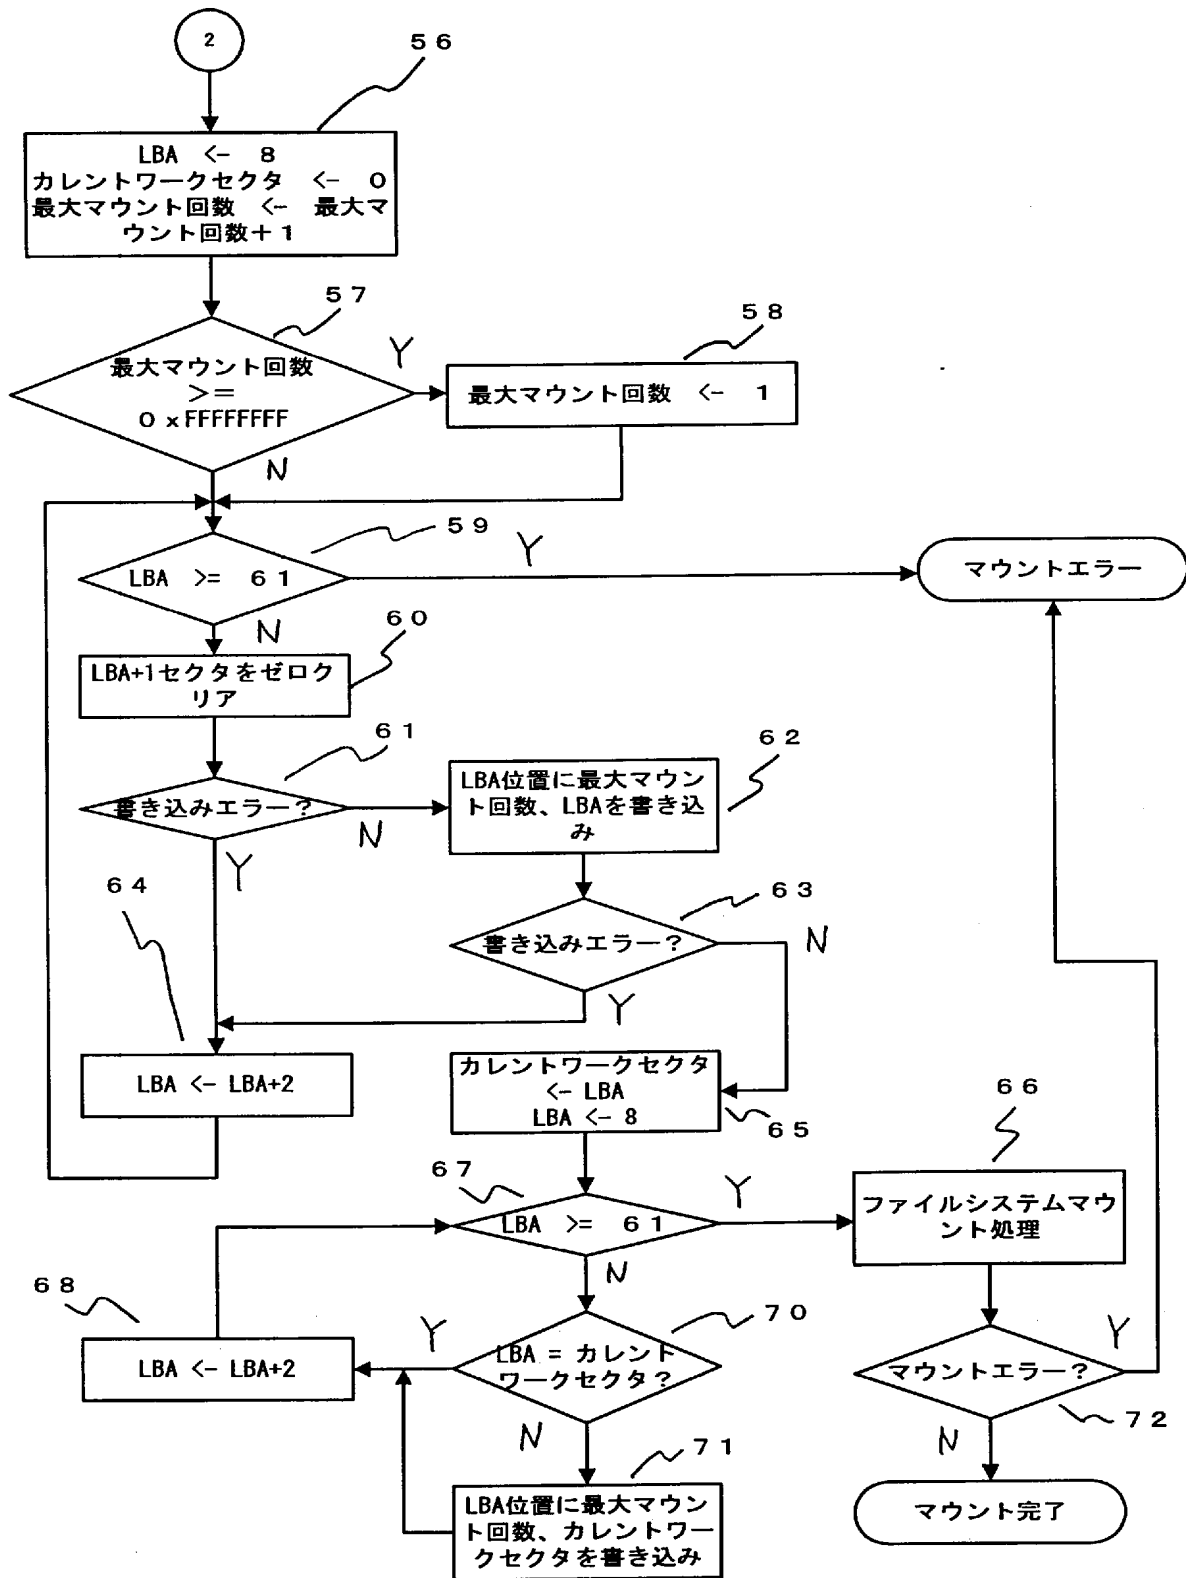 2
56
LBA <- 8
カレントワークセクタ <- 0
最大マウント回数 <- 最大マ
ウント回数+1
57
最大マウント回数
>=
0xFFFFFFFF
Y
N
58
最大マウント回数 <- 1
59
LBA >= 61
Y
N
マウントエラー
60
LBA+1セクタをゼロク
リア
61
書き込みエラー?
N
Y
62
LBA位置に最大マウン
ト回数、LBAを書き込
み
63
書き込みエラー?
N
Y
64
LBA <- LBA+2
カレントワークセクタ
<- LBA
LBA <- 8
65
66
ファイルシステムマウ
ント処理
67
LBA >= 61
Y
N
68
LBA <- LBA+2
70
LBA = カレント
ワークセクタ?
Y
N
マウントエラー?
Y
72
N
71
LBA位置に最大マウン
ト回数、カレントワー
クセクタを書き込み
マウント完了